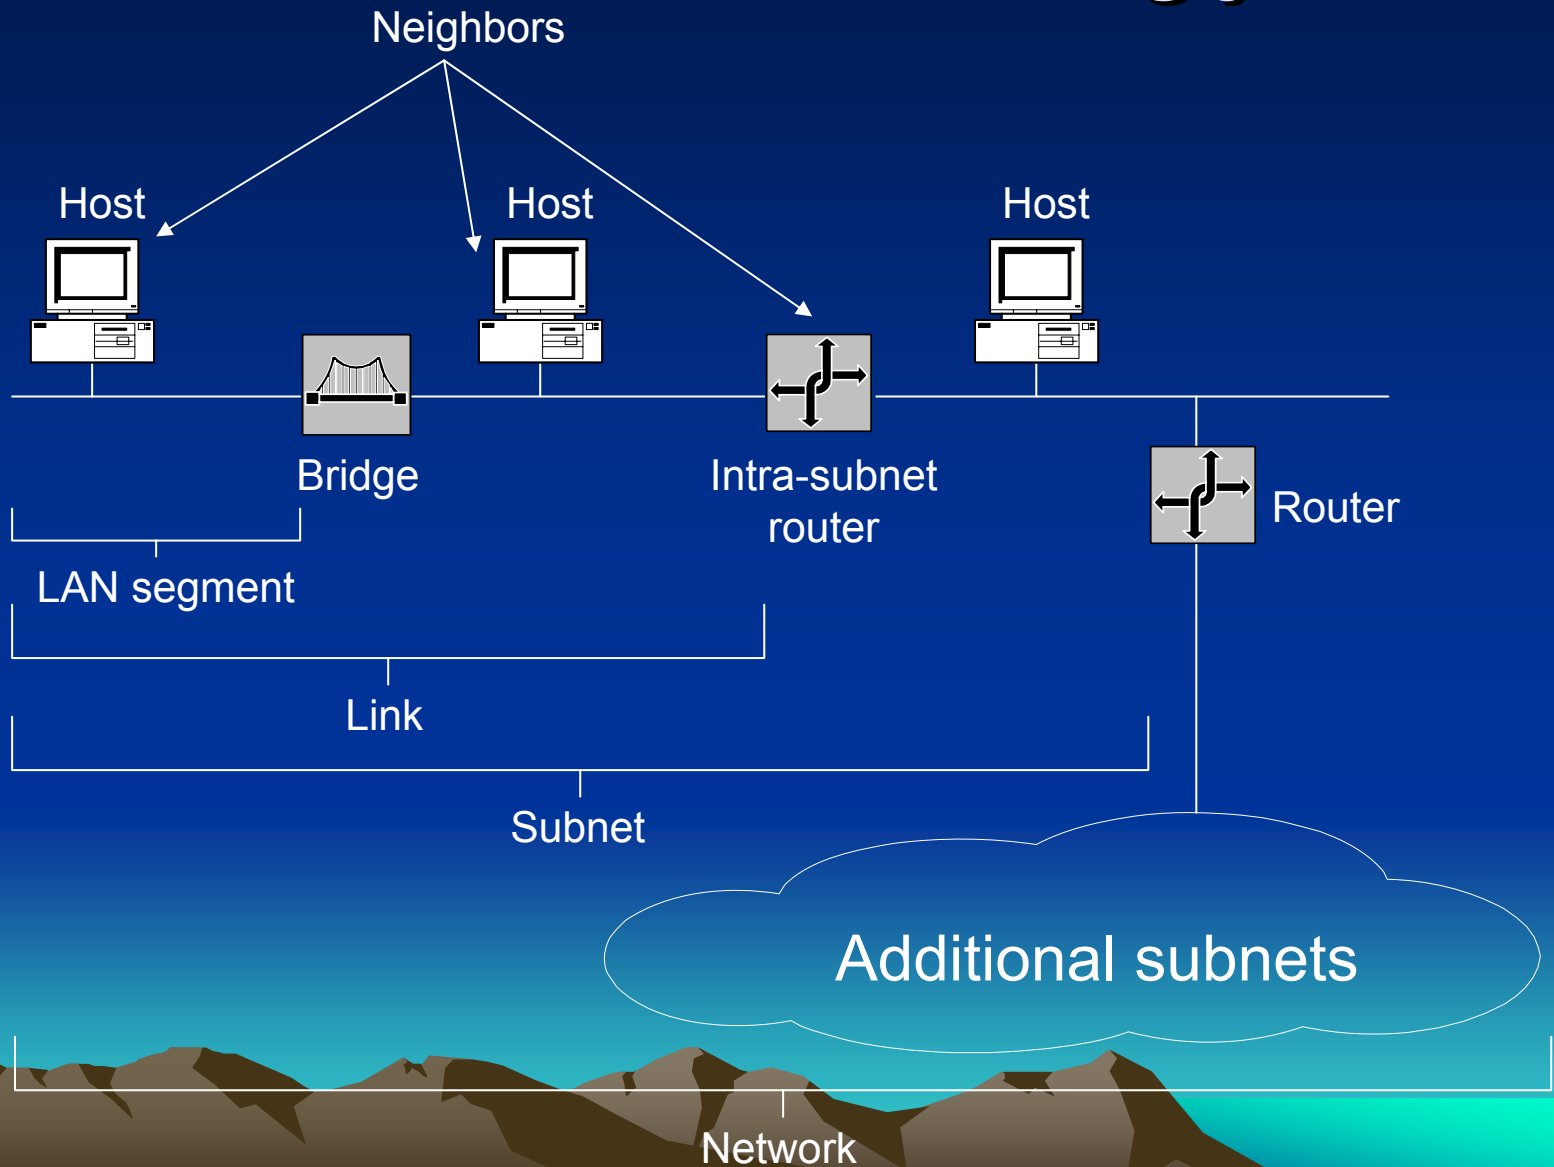 Neighbors
Host
Host
Host
Bridge
Intra-subnet
router
Router
LAN segment
Link
Subnet
Additional subnets
Network